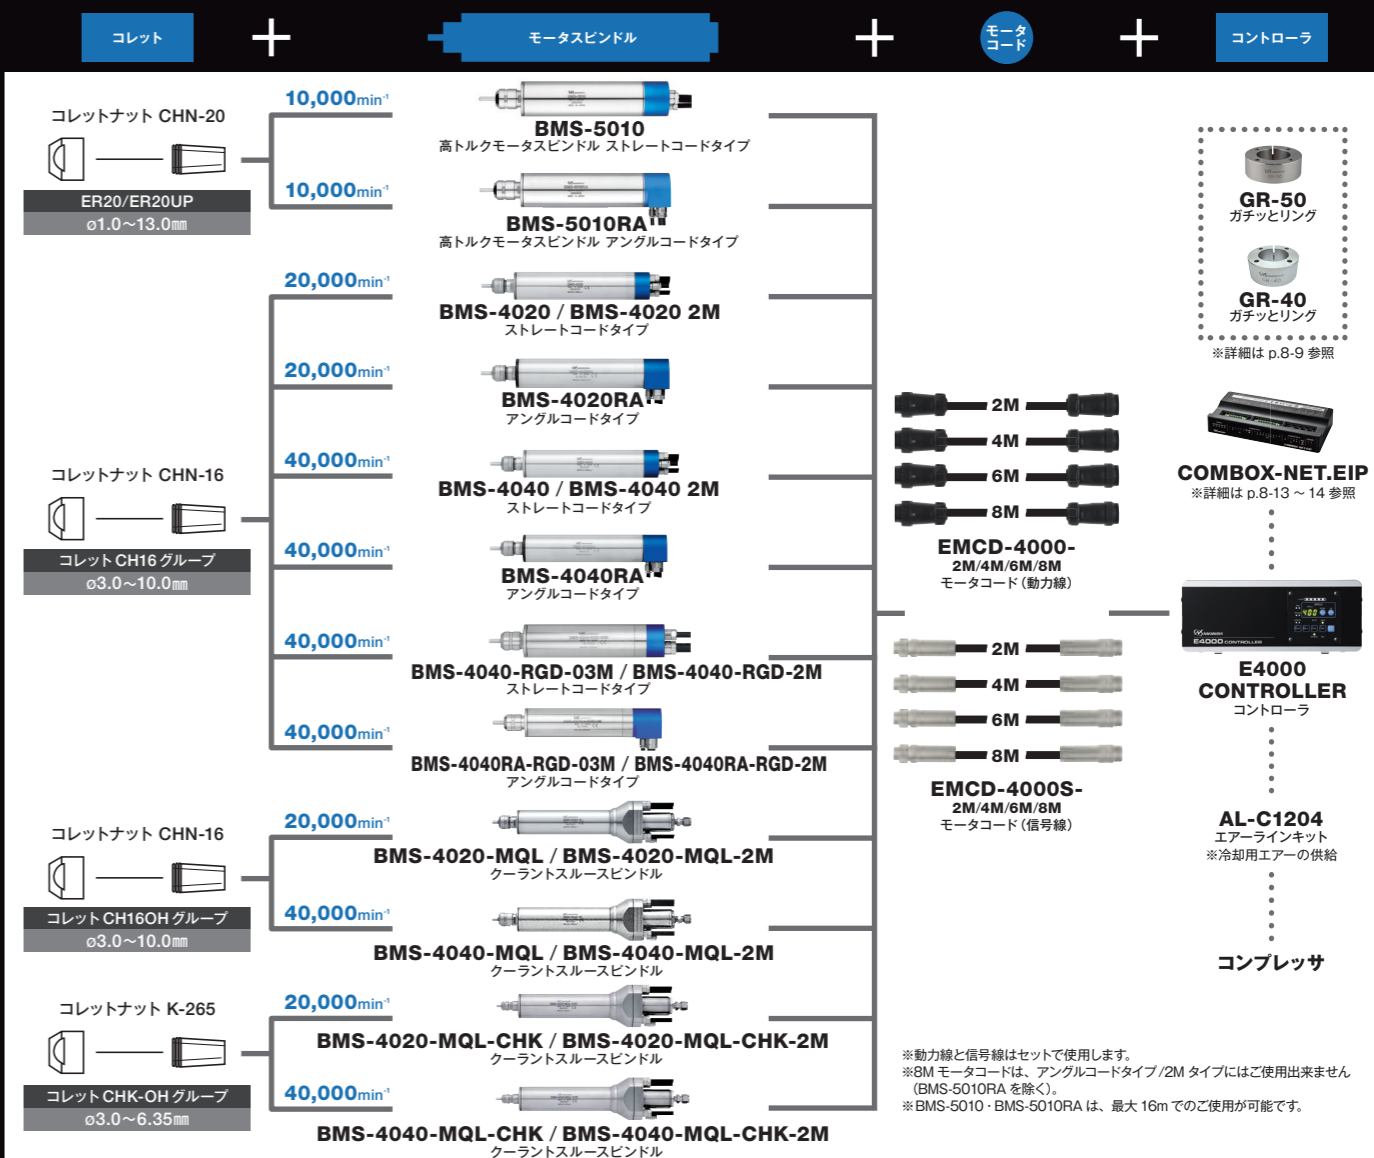 コレット
モータスピンドル
モータ
コード
コントローラ
コレットナット CHN-20
ER20/ER20UP
ø1.0～13.0㎜
10,000min-1
BMS-5010
高トルクモータスピンドル ストレートコードタイプ
10,000min-1
BMS-5010RA
高トルクモータスピンドル アングルコードタイプ
コレットナット CHN-16
コレット CH16 グループ
ø3.0～10.0㎜
20,000min-1
BMS-4020 / BMS-4020 2M
ストレートコードタイプ
20,000min-1
BMS-4020RA
アングルコードタイプ
40,000min-1
BMS-4040 / BMS-4040 2M
ストレートコードタイプ
40,000min-1
BMS-4040RA
アングルコードタイプ
40,000min-1
BMS-4040-RGD-03M / BMS-4040-RGD-2M
ストレートコードタイプ
40,000min-1
BMS-4040RA-RGD-03M / BMS-4040RA-RGD-2M
アングルコードタイプ
コレットナット CHN-16
コレット CH16OH グループ
ø3.0～10.0㎜
20,000min-1
BMS-4020-MQL / BMS-4020-MQL-2M
クーラントスルースピンドル
40,000min-1
BMS-4040-MQL / BMS-4040-MQL-2M
クーラントスルースピンドル
コレットナット K-265
コレット CHK-OH グループ
ø3.0～6.35㎜
20,000min-1
BMS-4020-MQL-CHK / BMS-4020-MQL-CHK-2M
クーラントスルースピンドル
40,000min-1
BMS-4040-MQL-CHK / BMS-4040-MQL-CHK-2M
クーラントスルースピンドル
2M
4M
6M
8M
EMCD-4000-
2M/4M/6M/8M
モータコード（動力線）
2M
4M
6M
8M
EMCD-4000S-
2M/4M/6M/8M
モータコード（信号線）
GR-50
ガチッとリング
GR-40
ガチッとリング
※詳細は p.8-9 参照
COMBOX-NET.EIP
※詳細は p.8-13 ～ 14 参照
400
E4000 CONTROLLER
E4000
CONTROLLER
コントローラ
AL-C1204
エアーラインキット
※冷却用エアーの供給
コンプレッサ
※動力線と信号線はセットで使用します。
※8M モータコードは、アングルコードタイプ /2M タイプにはご使用出来ません
（BMS-5010RA を除く）。
※BMS-5010・BMS-5010RA は、最大 16m でのご使用が可能です。